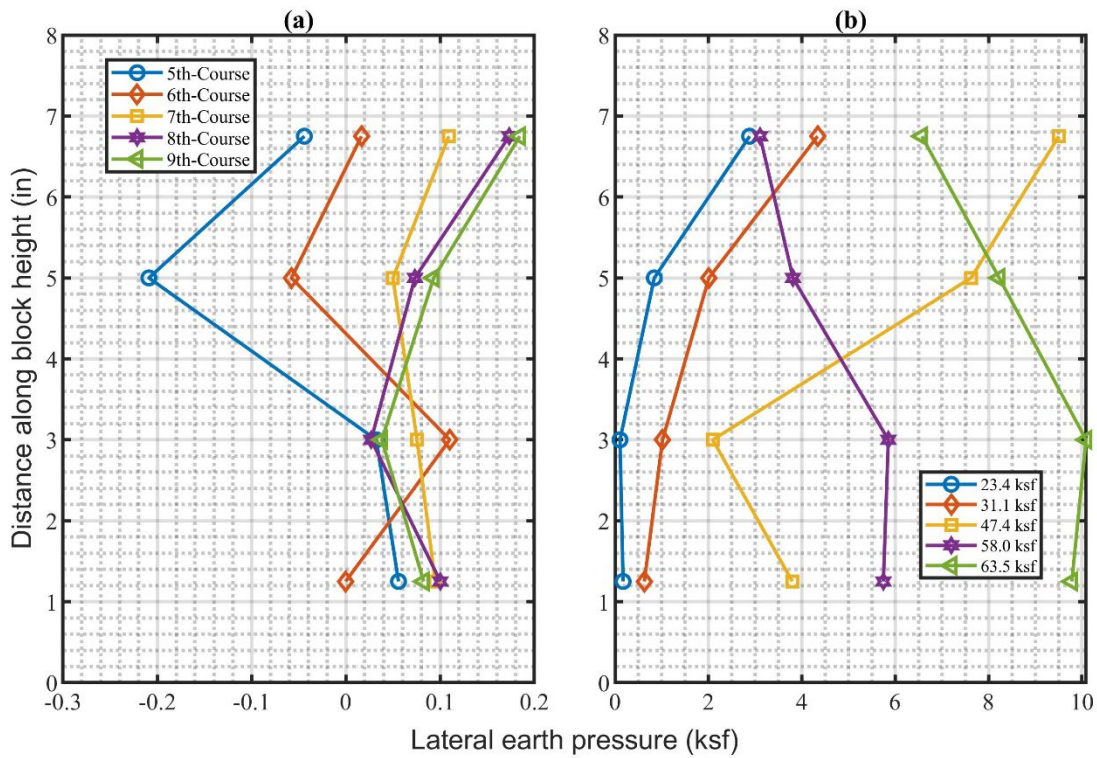 (a)
(b)
Distance along block height (in)
8
7
6
5
4
3
2
1
0
5th-Course
6th-Course
7th-Course
8th-Course
9th-Course
-0.3
-0.2
-0.1
0
0.1
0.2
8
7
6
5
4
3
2
1
0
23.4 ksf
31.1 ksf
47.4 ksf
58.0 ksf
63.5 ksf
0
2
4
6
8
10
Lateral earth pressure (ksf)